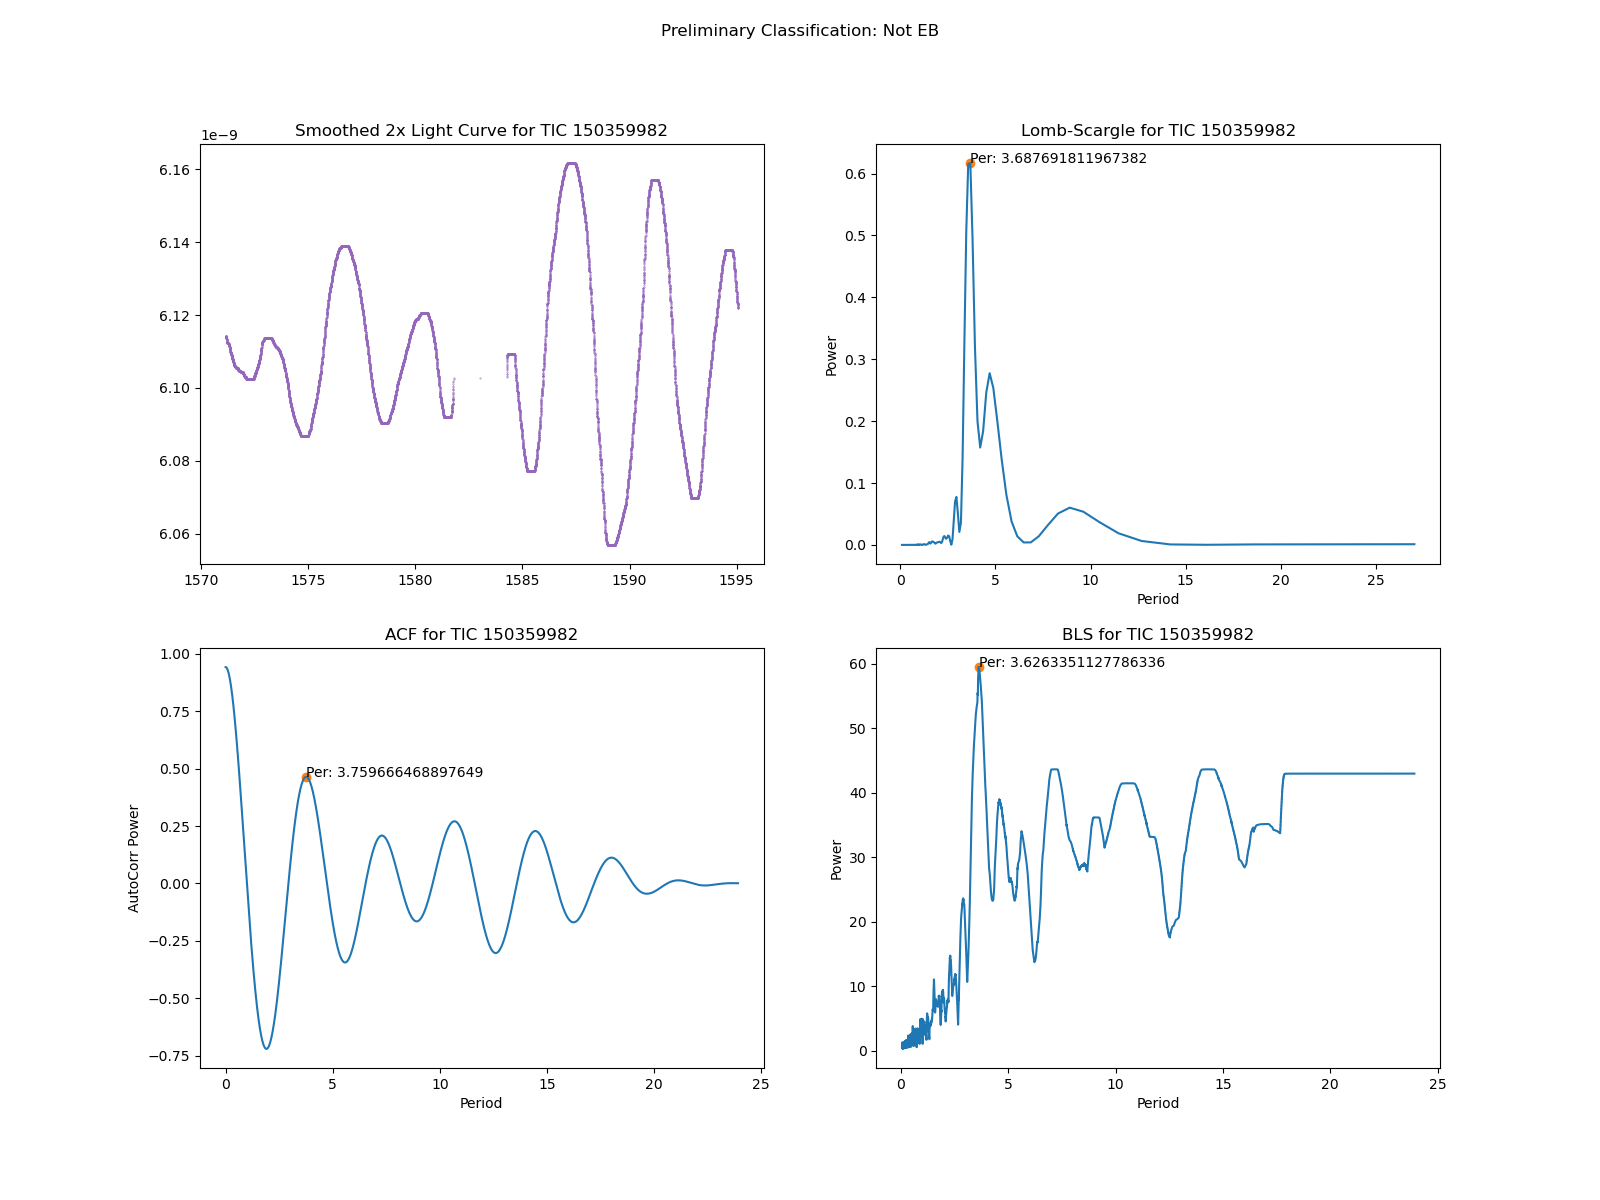 Preliminary Classification: Not EB
Smoothed 2x Light Curve for TIC 150359982
1e−9
6.16
6.14
6.12
6.10
6.08
6.06
1570 1575 1580 1585 1590 1595
Lomb-Scargle for TIC 150359982
Per: 3.687691811967382
Power
0.6
0.5
0.4
0.3
0.2
0.1
0.0
0 5 10 15 20 25
Period
ACF for TIC 150359982
Per: 3.759666468897649
AutoCorr Power
1.00
0.75
0.50
0.25
0.00
−0.25
−0.50
−0.75
0 5 10 15 20 25
Period
BLS for TIC 150359982
Per: 3.6263351127786336
Power
60
50
40
30
20
10
0
0 5 10 15 20 25
Period